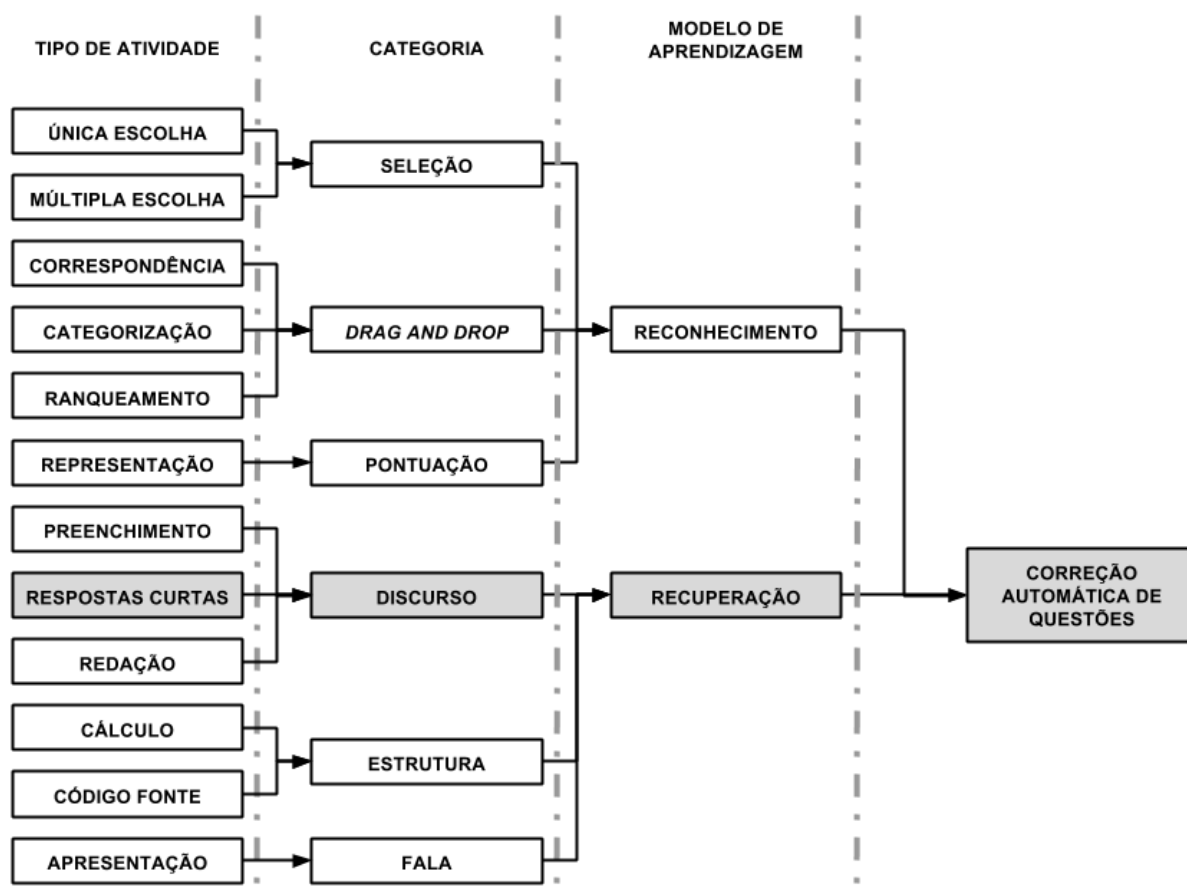 TIPO DE ATIVIDADE
CATEGORIA
MODELO DE
APRENDIZAGEM
ÚNICA ESCOLHA
MÚLTIPLA ESCOLHA
SELEÇÃO
CORRESPONDÊNCIA
CATEGORIZAÇÃO
RANQUEAMENTO
DRAG AND DROP
RECONHECIMENTO
REPRESENTAÇÃO
PONTUAÇÃO
PREENCHIMENTO
RESPOSTAS CURTAS
REDAÇÃO
DISCURSO
RECUPERAÇÃO
CORREÇÃO
AUTOMÁTICA DE
QUESTÕES
CÁLCULO
CÓDIGO FONTE
ESTRUTURA
APRESENTAÇÃO
FALA